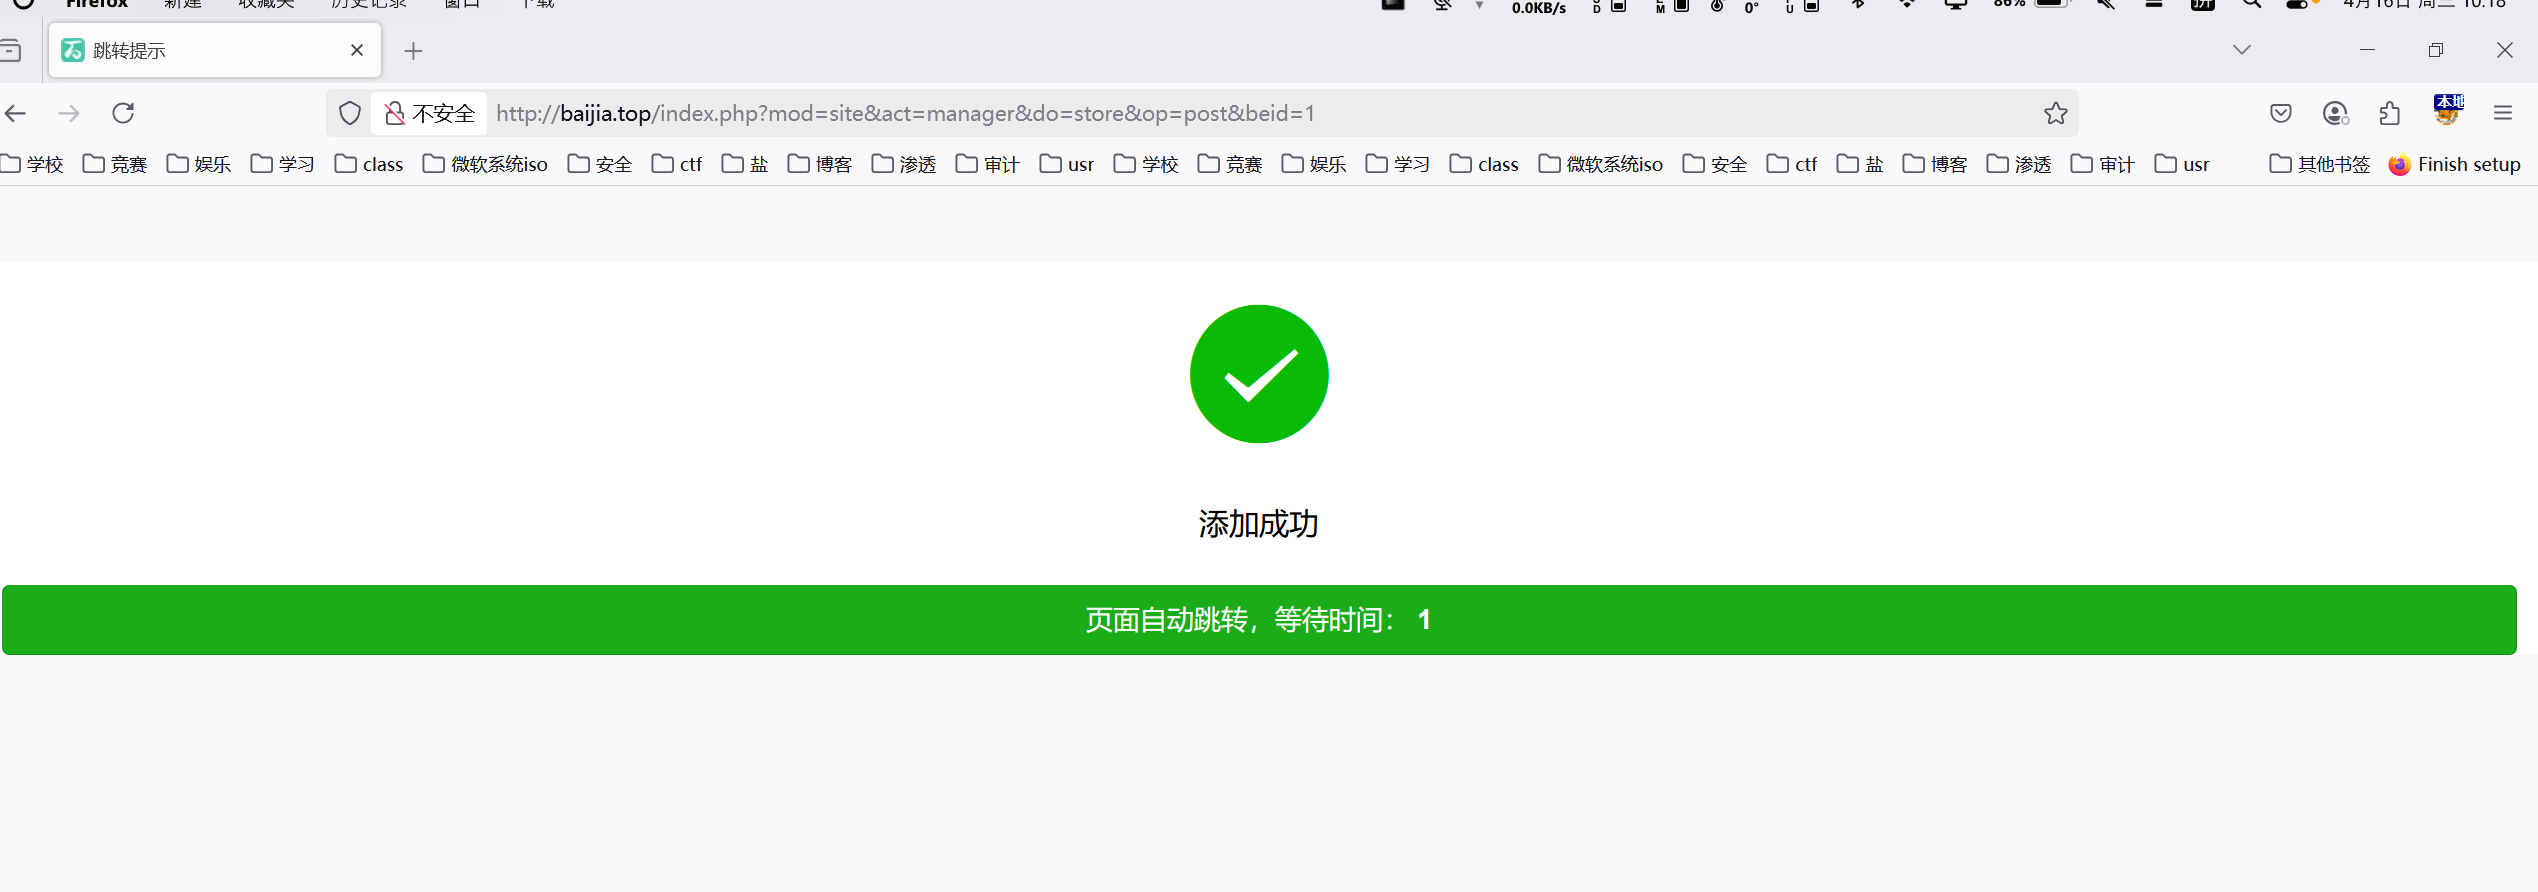 Firefox 新建 收藏夹 历史记录 窗口 下载 0.0KB/s 0° 86% 拼 4月16日 周三 10:18
跳转提示
不安全 http://baijia.top/index.php?mod=site&act=manager&do=store&op=post&beid=1 本地
学校 竞赛 娱乐 学习 class 微软系统iso 安全 ctf 盐 博客 渗透 审计 usr 学校 竞赛 娱乐 学习 class 微软系统iso 安全 ctf 盐 博客 渗透 审计 usr 其他书签 Finish setup
添加成功
页面自动跳转，等待时间： 1